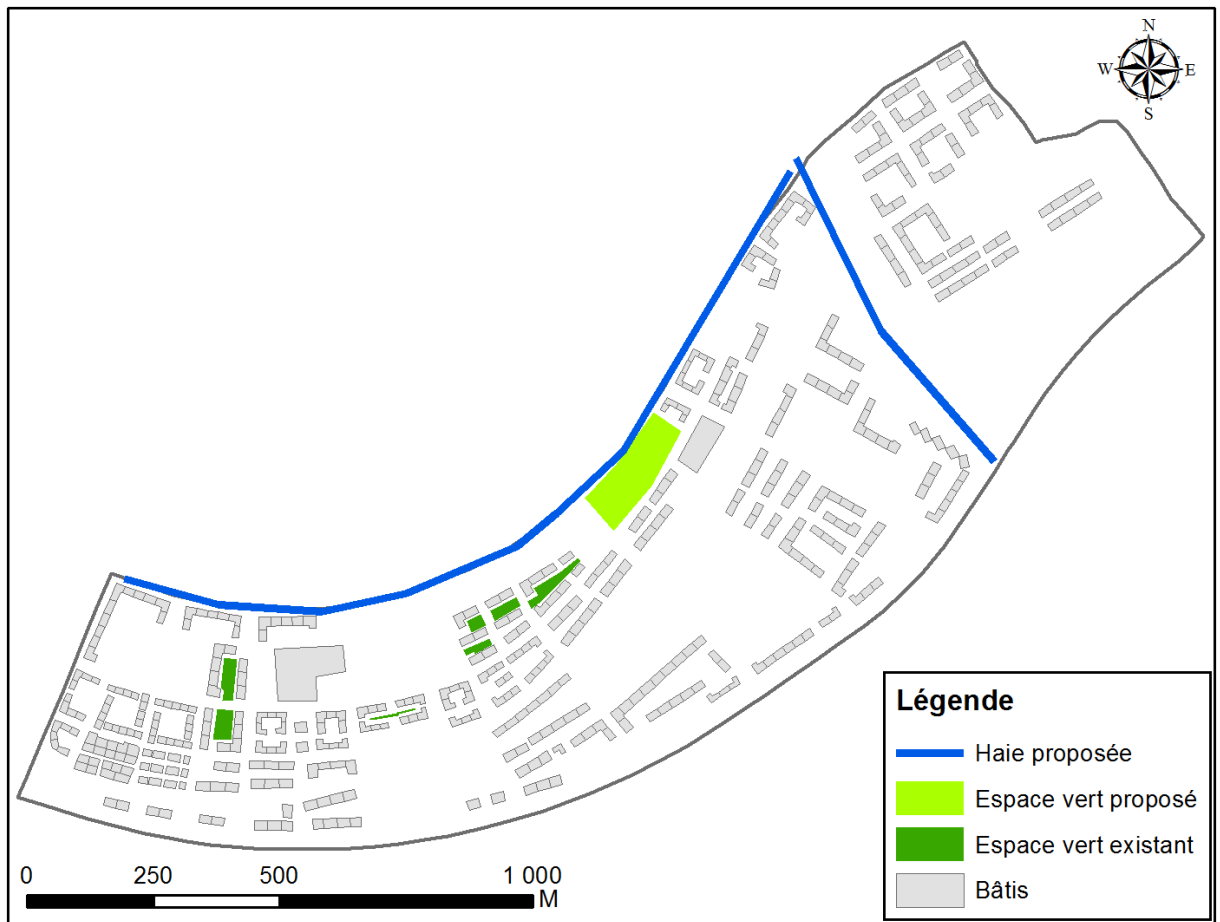 N
W E
S
Légende
Haie proposée
Espace vert proposé
Espace vert existant
Bâtis
0 250 500 1 000
M